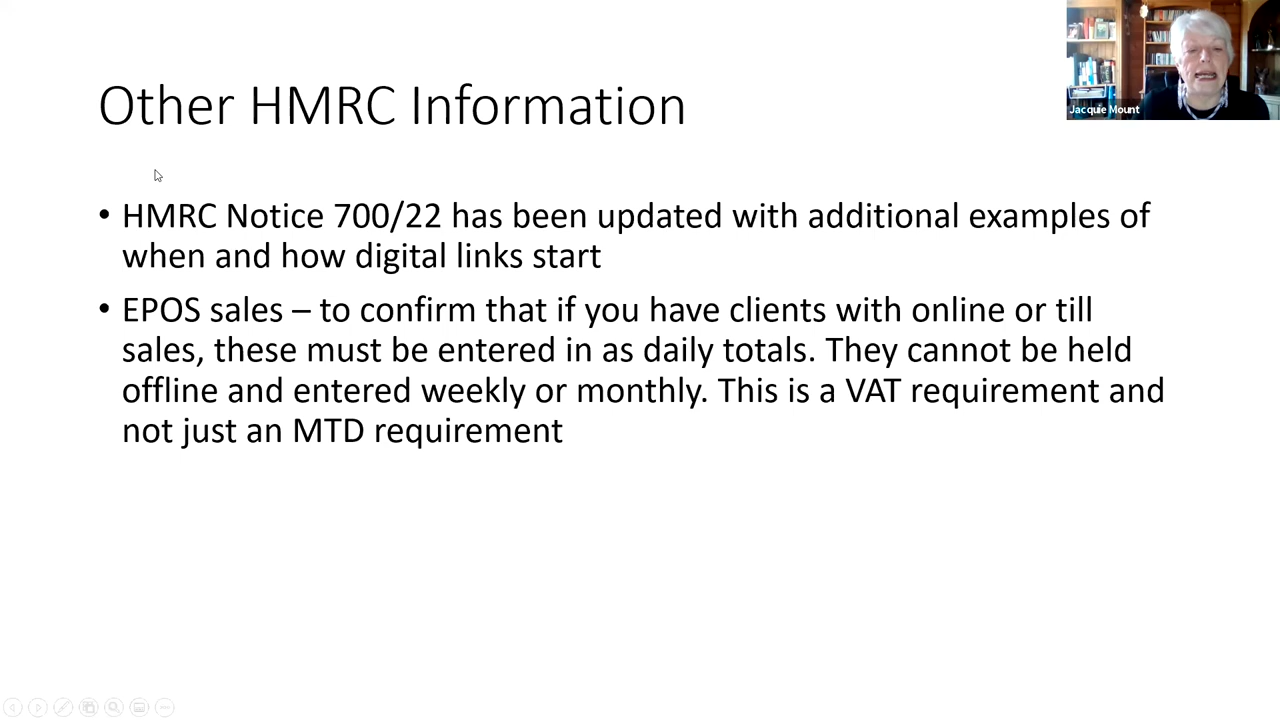 Other HMRC Information
Jacquie Mount
• HMRC Notice 700/22 has been updated with additional examples of
when and how digital links start
• EPOS sales – to confirm that if you have clients with online or till
sales, these must be entered in as daily totals. They cannot be held
offline and entered weekly or monthly. This is a VAT requirement and
not just an MTD requirement